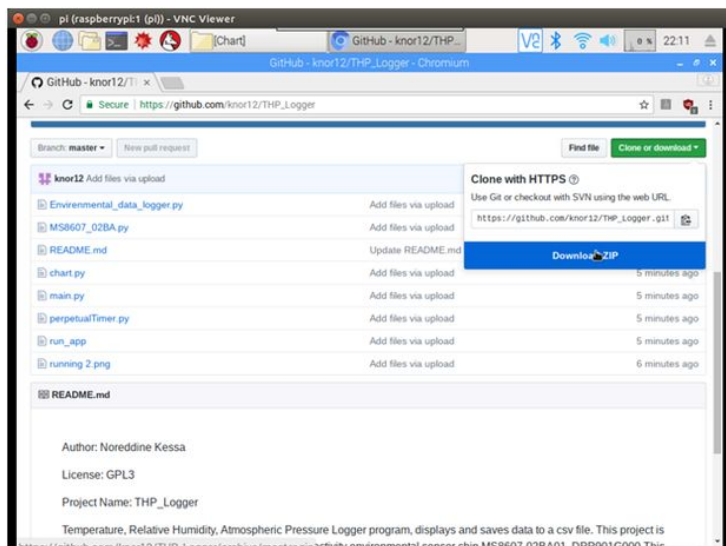 pi (raspberrypi:1 (pi)) - VNC Viewer
[Chart]
GitHub - knor12/THP...
0 %
22:11
GitHub - knor12/THP_Logger - Chromium
GitHub - knor12/T
Secure | https://github.com/knor12/THP_Logger
Branch: master
New pull request
Find file
Clone or download
knor12 Add files via upload
Clone with HTTPS
Use Git or checkout with SVN using the web URL.
https://github.com/knor12/THP_Logger.git
Download ZIP
Envirenmental_data_logger.py Add files via upload
MS8607_02BA.py Add files via upload
README.md Update README.md
chart.py Add files via upload 5 minutes ago
main.py Add files via upload 5 minutes ago
perpetualTimer.py Add files via upload 5 minutes ago
run_app Add files via upload 5 minutes ago
running 2.png Add files via upload 6 minutes ago
README.md
Author: Noreddine Kessa
License: GPL3
Project Name: THP_Logger
Temperature, Relative Humidity, Atmospheric Pressure Logger program, displays and saves data to a csv file. This project is